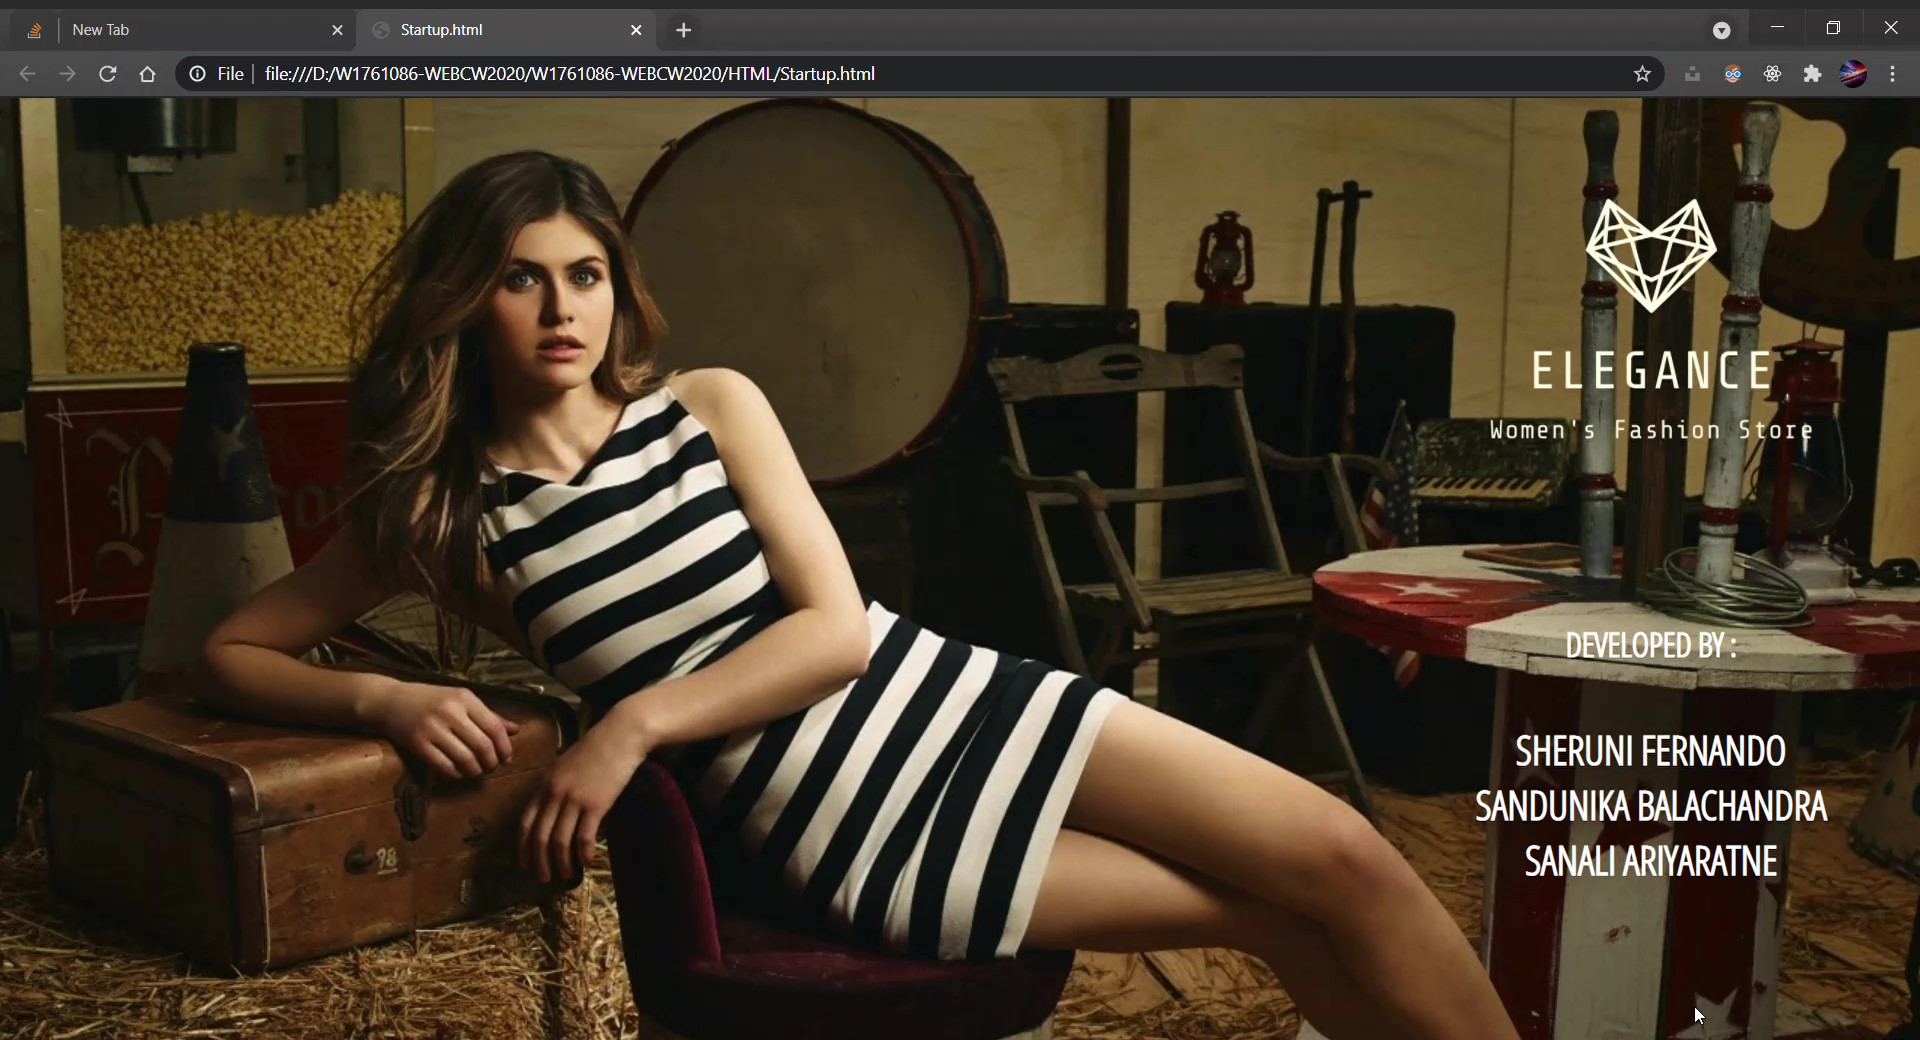 New Tab
Startup.html
File
file:///D:/W1761086-WEBCW2020/W1761086-WEBCW2020/HTML/Startup.html
ELEGANCE
Women's Fashion Store
98
DEVELOPED BY :
SHERUNI FERNANDO
SANDUNIKA BALACHANDRA
SANALI ARIYARATNE